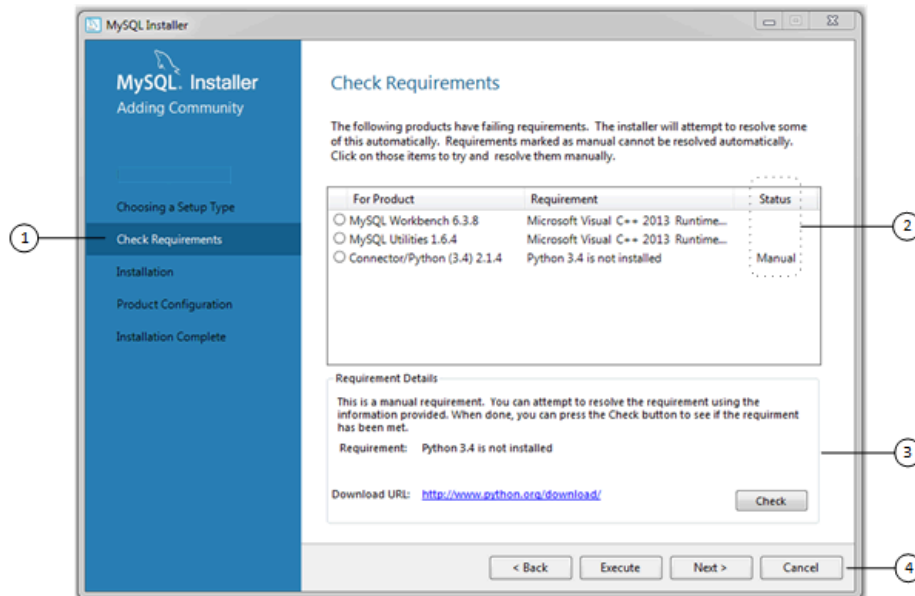 MySQL Installer
MySQL. Installer
Adding Community
Choosing a Setup Type
Check Requirements
Installation
Product Configuration
Installation Complete
1
Check Requirements
The following products have failing requirements. The installer will attempt to resolve some
of this automatically. Requirements marked as manual cannot be resolved automatically.
Click on those items to try and resolve them manually.
For Product Requirement Status
MySQL Workbench 6.3.8 Microsoft Visual C++ 2013 Runtime...
MySQL Utilities 1.6.4 Microsoft Visual C++ 2013 Runtime...
Connector/Python (3.4) 2.1.4 Python 3.4 is not installed Manual
2
Requirement Details
This is a manual requirement. You can attempt to resolve the requirement using the
information provided. When done, you can press the Check button to see if the requirment
has been met.
Requirement: Python 3.4 is not installed
3
Download URL: http://www.python.org/download/
Check
< Back Execute Next > Cancel
4